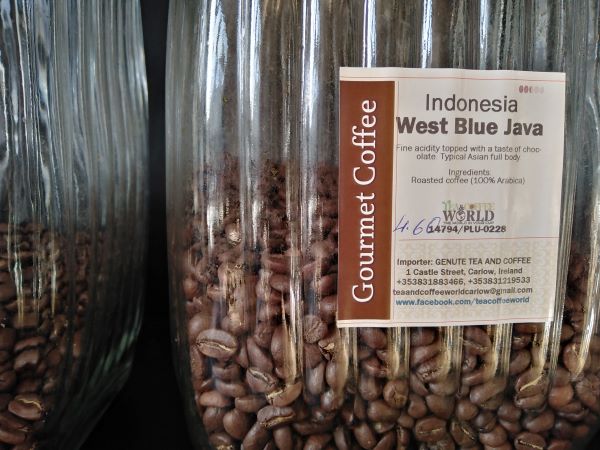 Gourmet Coffee
Indonesia
West Blue Java
Fine acidity topped with a taste of choc-
olate. Typical Asian full body
Ingredients:
Roasted coffee (100% Arabica)
WORLD
4.60
14794/PLU-0228
Importer: GENUTE TEA AND COFFEE
1 Castle Street, Carlow, Ireland
+353831883466, +353831219533
teaandcoffeeworldcarlow@gmail.com
www.facebook.com/teacoffeeworld